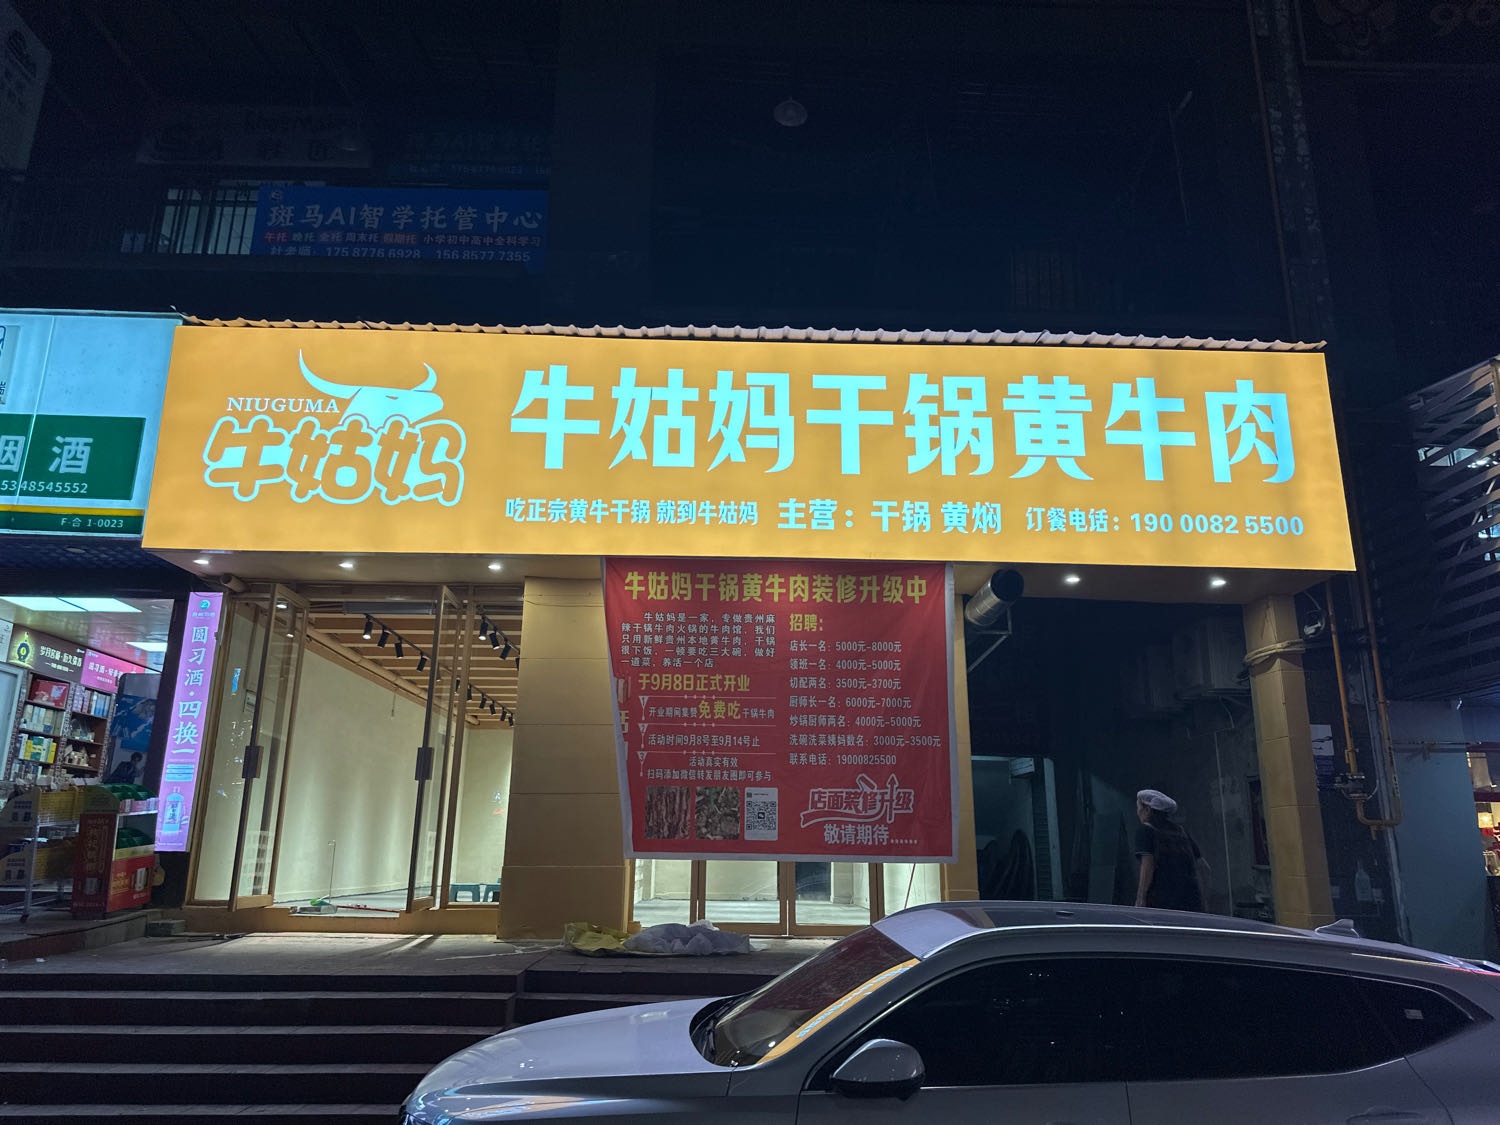 斑马AI智学托管中心
午托 晚托 全托 周末托 假期托 小学初中高中全科学习
杜老师：175 8776 6928 156 8577 7355
烟 酒
5348545552
F-合 1-0023
NIUGUMA
牛姑妈
牛姑妈干锅黄牛肉
吃正宗黄牛干锅 就到牛姑妈 主营：干锅 黄焖 订餐电话：190 0082 5500
圆习酒·四换一
牛姑妈干锅黄牛肉装修升级中
牛姑妈是一家，专做贵州麻
辣干锅牛肉火锅的牛肉馆，我们
只用新鲜贵州本地黄牛肉，干锅
很下饭，一顿要吃三大碗，做好
一道菜，养活一个店。
于9月8日正式开业
1 开业期间集赞免费吃干锅牛肉
2 活动时间9月8号至9月14号止
3 活动真实有效
扫码添加微信转发朋友圈即可参与
招聘：
店长一名：5000元-8000元
领班一名：4000元-5000元
切配两名：3500元-3700元
厨师长一名：6000元-7000元
炒锅厨师两名：4000元-5000元
洗碗洗菜姨妈数名：3000元-3500元
联系电话：19000825500
店面装修升级
敬请期待